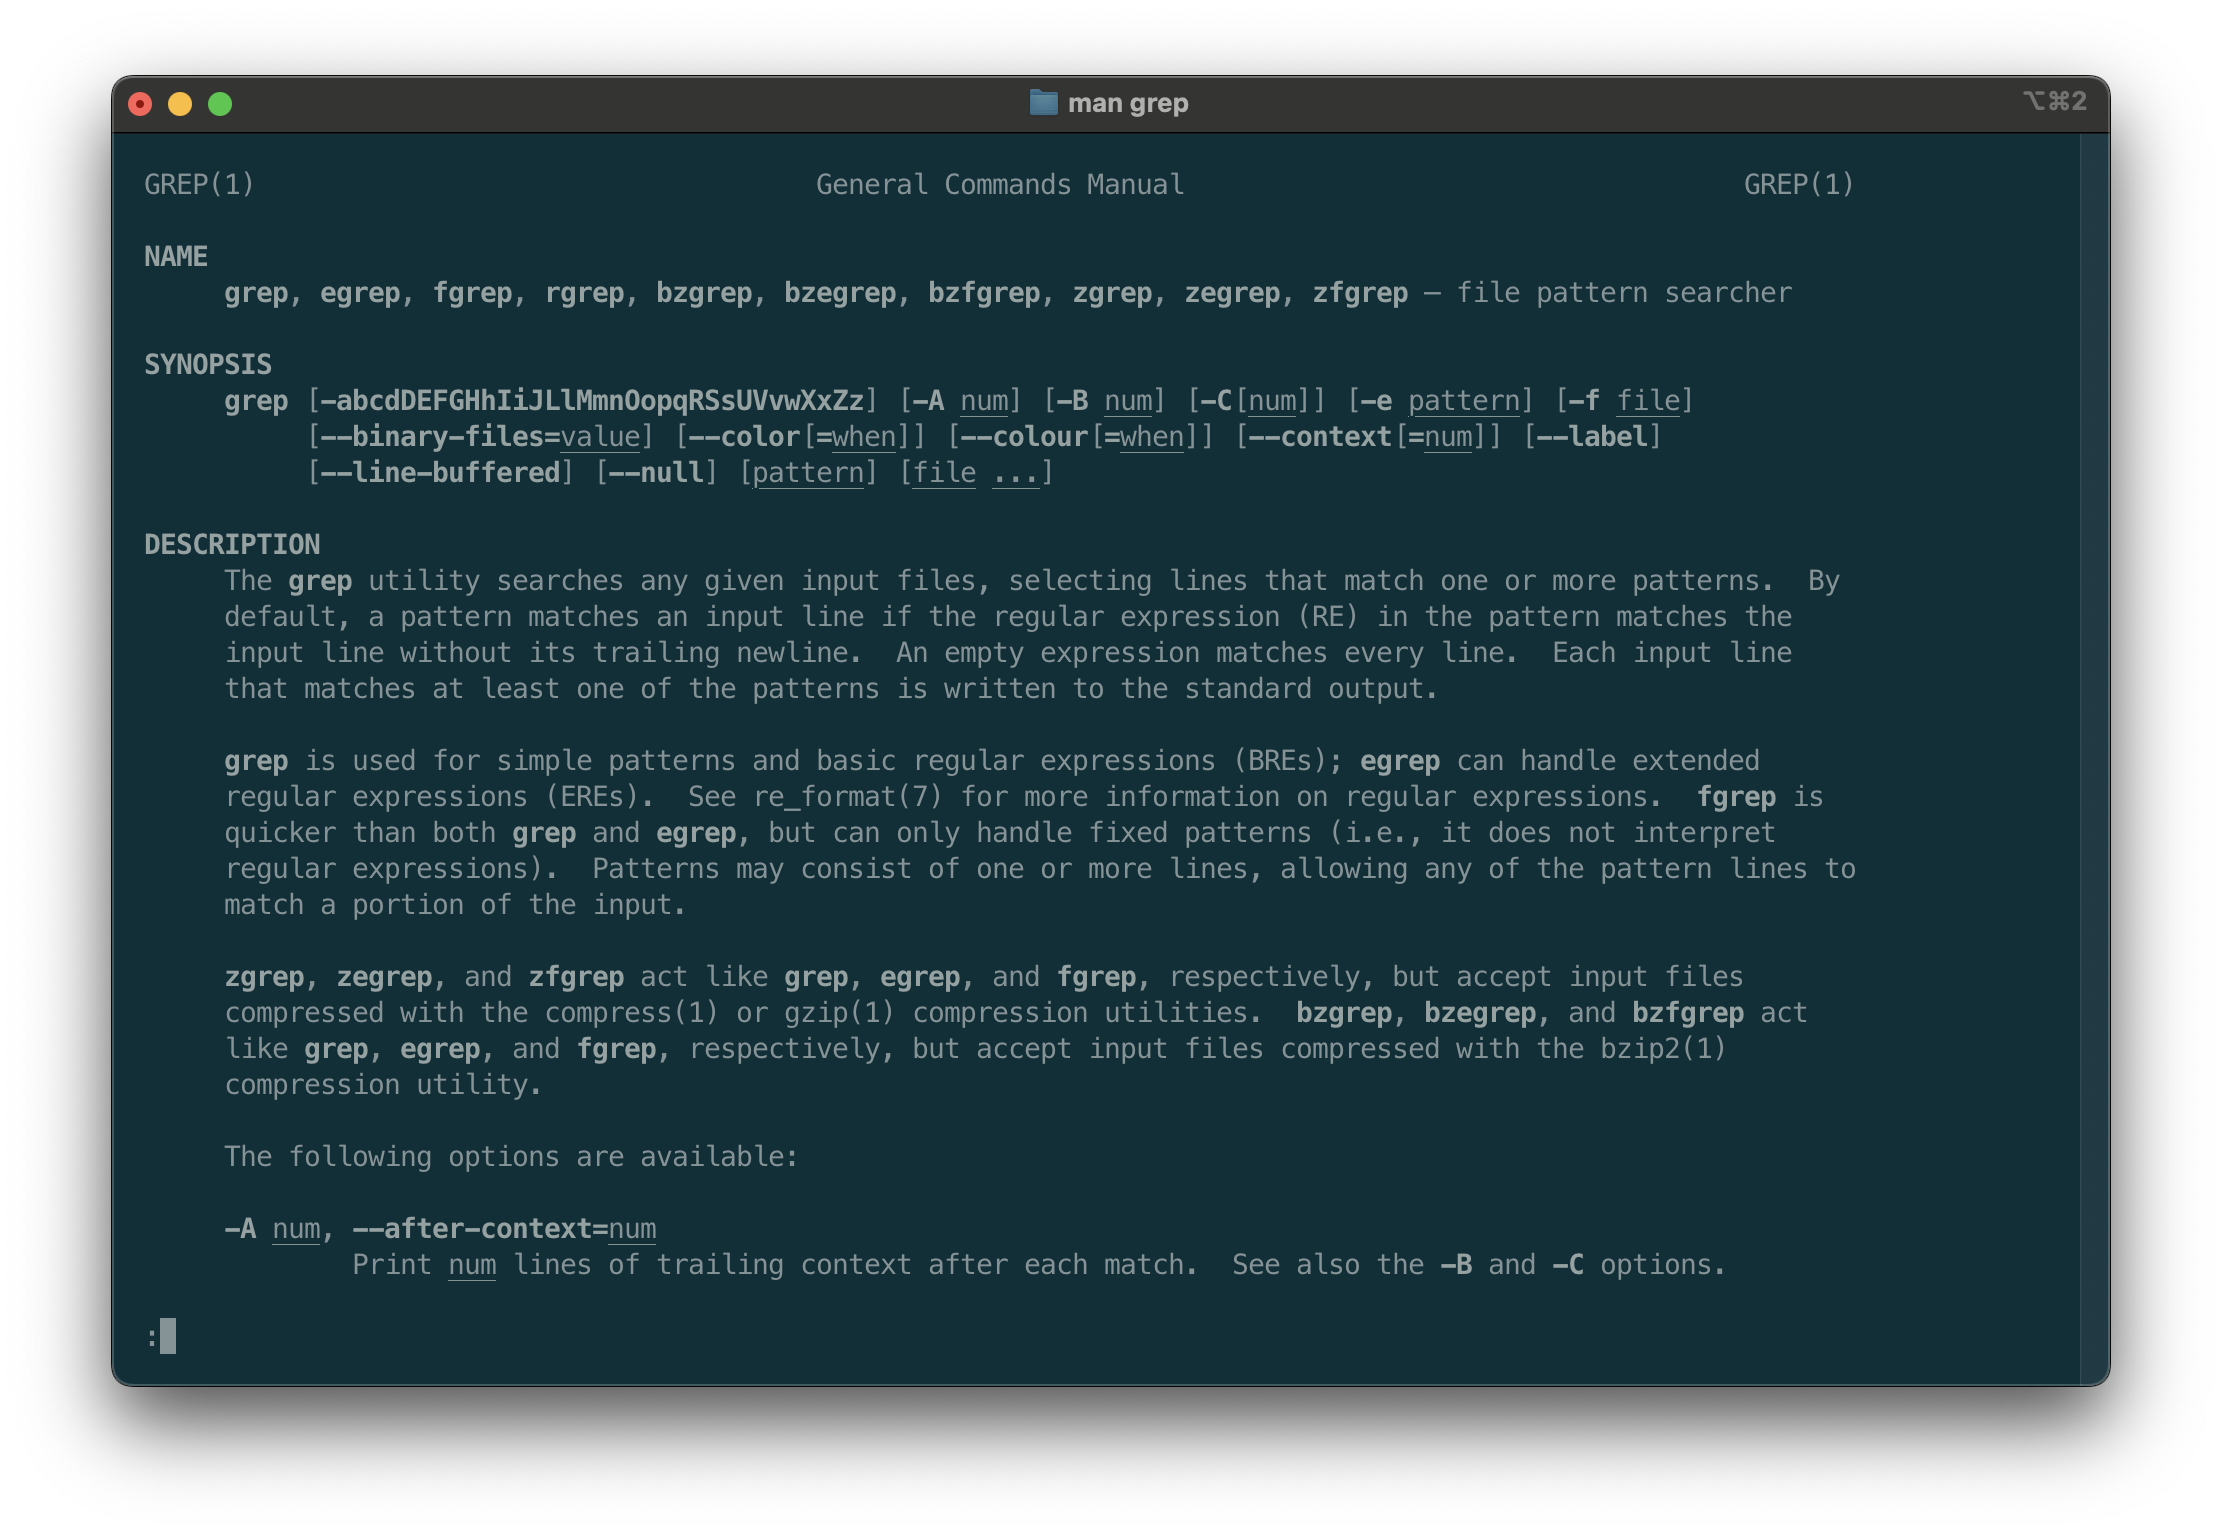 man grep
⌥⌘2
GREP(1) General Commands Manual GREP(1)
NAME
grep, egrep, fgrep, rgrep, bzgrep, bzegrep, bzfgrep, zgrep, zegrep, zfgrep – file pattern searcher
SYNOPSIS
grep [-abcdDEFGHhIiJLlMmnOopqRSsUVvwXxZz] [-A num] [-B num] [-C[num]] [-e pattern] [-f file]
[--binary-files=value] [--color[=when]] [--colour[=when]] [--context[=num]] [--label]
[--line-buffered] [--null] [pattern] [file ...]
DESCRIPTION
The grep utility searches any given input files, selecting lines that match one or more patterns.  By
default, a pattern matches an input line if the regular expression (RE) in the pattern matches the
input line without its trailing newline.  An empty expression matches every line.  Each input line
that matches at least one of the patterns is written to the standard output.
grep is used for simple patterns and basic regular expressions (BREs); egrep can handle extended
regular expressions (EREs).  See re_format(7) for more information on regular expressions.  fgrep is
quicker than both grep and egrep, but can only handle fixed patterns (i.e., it does not interpret
regular expressions).  Patterns may consist of one or more lines, allowing any of the pattern lines to
match a portion of the input.
zgrep, zegrep, and zfgrep act like grep, egrep, and fgrep, respectively, but accept input files
compressed with the compress(1) or gzip(1) compression utilities.  bzgrep, bzegrep, and bzfgrep act
like grep, egrep, and fgrep, respectively, but accept input files compressed with the bzip2(1)
compression utility.
The following options are available:
-A num, --after-context=num
Print num lines of trailing context after each match.  See also the -B and -C options.
: